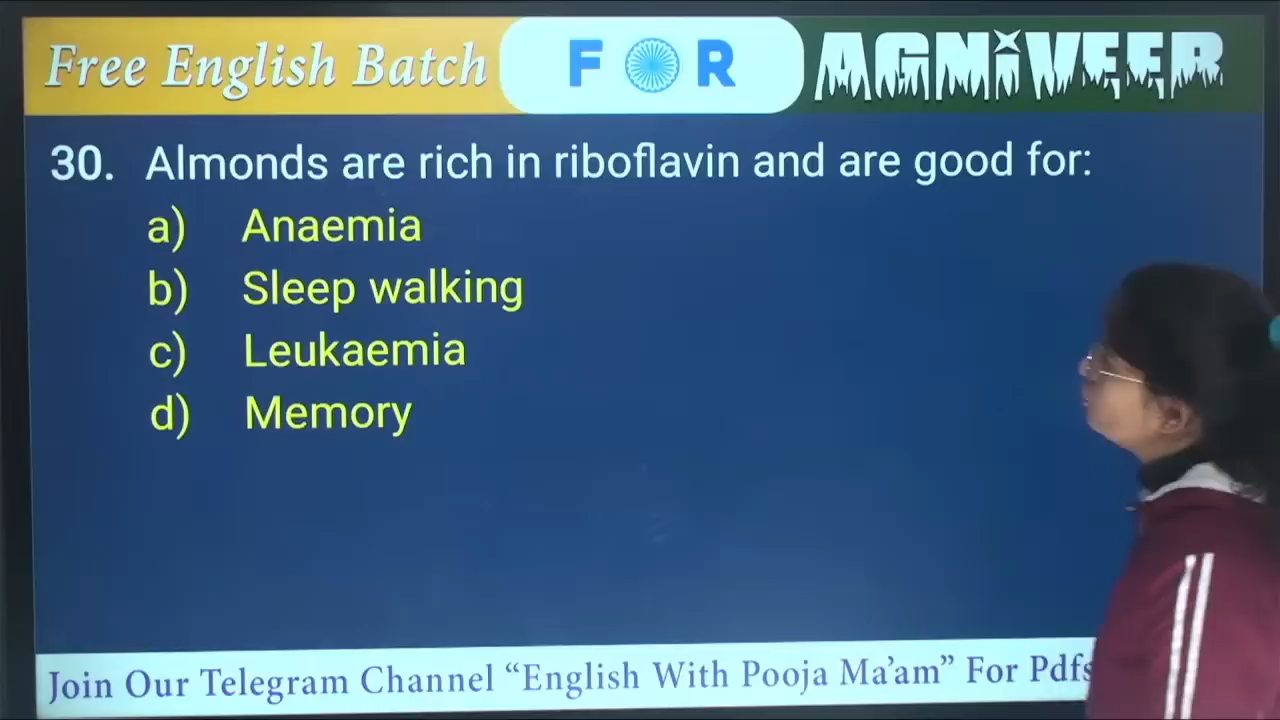 Free English Batch FOR AGNiVEER
30. Almonds are rich in riboflavin and are good for:
a) Anaemia
b) Sleep walking
c) Leukaemia
d) Memory
Join Our Telegram Channel “English With Pooja Ma’am” For Pdfs